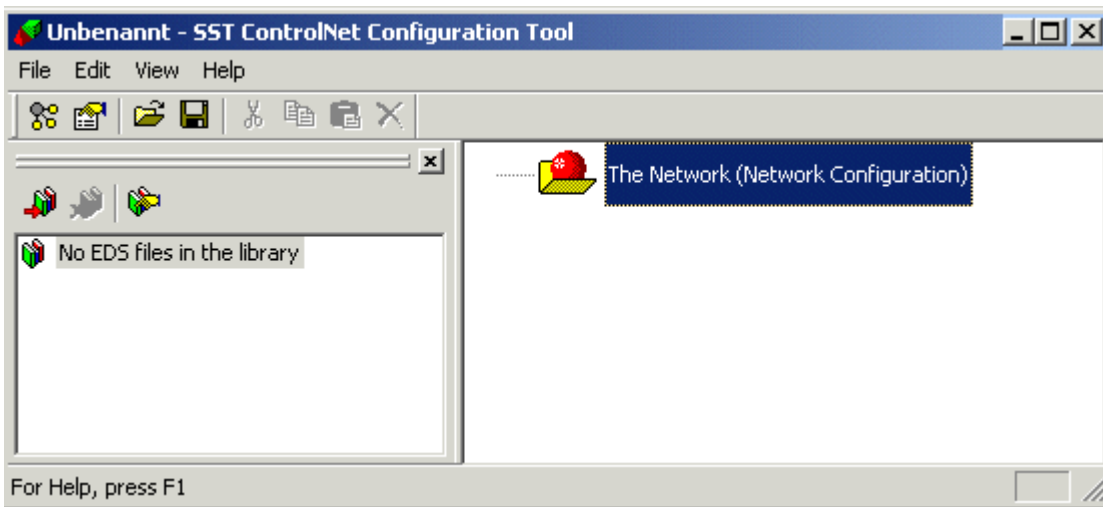 Unbenannt - SST ControlNet Configuration Tool
File Edit View Help
The Network (Network Configuration)
No EDS files in the library
For Help, press F1